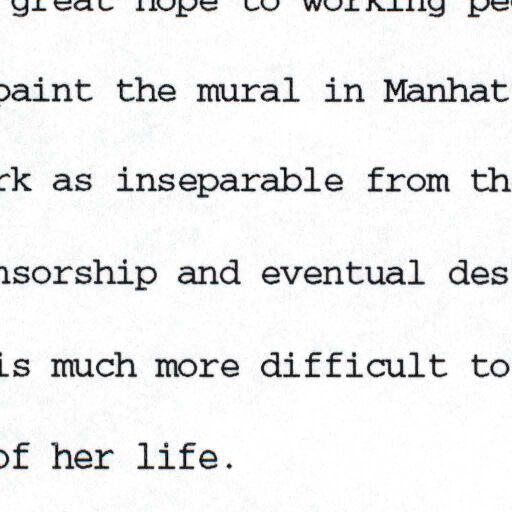 great hope to working pe
paint the mural in Manhat
rk as inseparable from th
nsorship and eventual des
is much more difficult to
of her life.